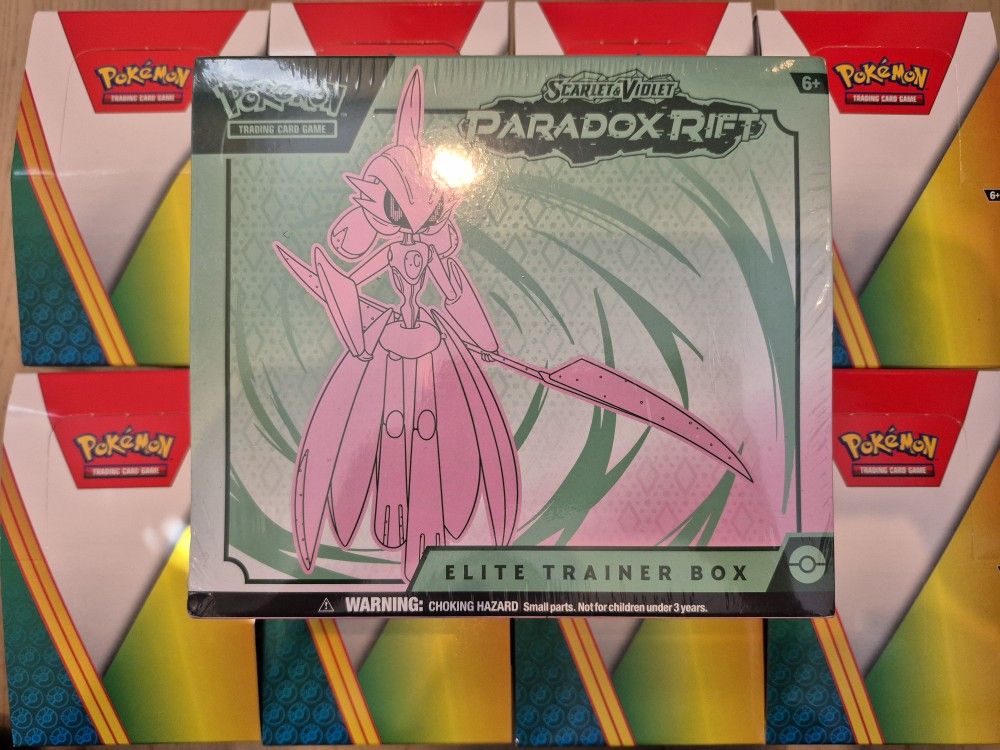 POKÉMON
TRADING CARD GAME
POKÉMON
TRADING CARD GAME
6+
POKÉMON
TRADING CARD GAME
SCARLET & VIOLET
PARADOX RIFT
6+
ELITE TRAINER BOX
WARNING: CHOKING HAZARD Small parts. Not for children under 3 years.
POKÉMON
TRADING CARD GAME
POKÉMON
TRADING CARD GAME